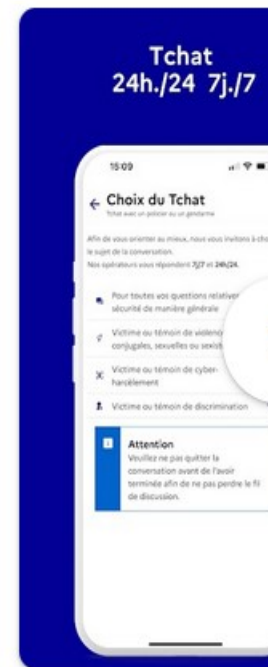 Tchat
24h./24 7j./7
15:09
Choix du Tchat
Tchat avec un policier ou un gendarme
Afin de vous orienter au mieux, nous vous invitons à
le sujet de la conversation.
Nos opérateurs vous répondent 7j/7 et 24h/24.
Pour toutes vos questions
sécurité de manière générale
Victime ou témoin de
conjugales, sexuelles ou
Victime ou témoin de cyber-
harcèlement
Victime ou témoin de discrimination
Attention
Veuillez ne pas quitter la
conversation avant de l'avoir
terminée afin de ne pas perdre le fil
de discussion.